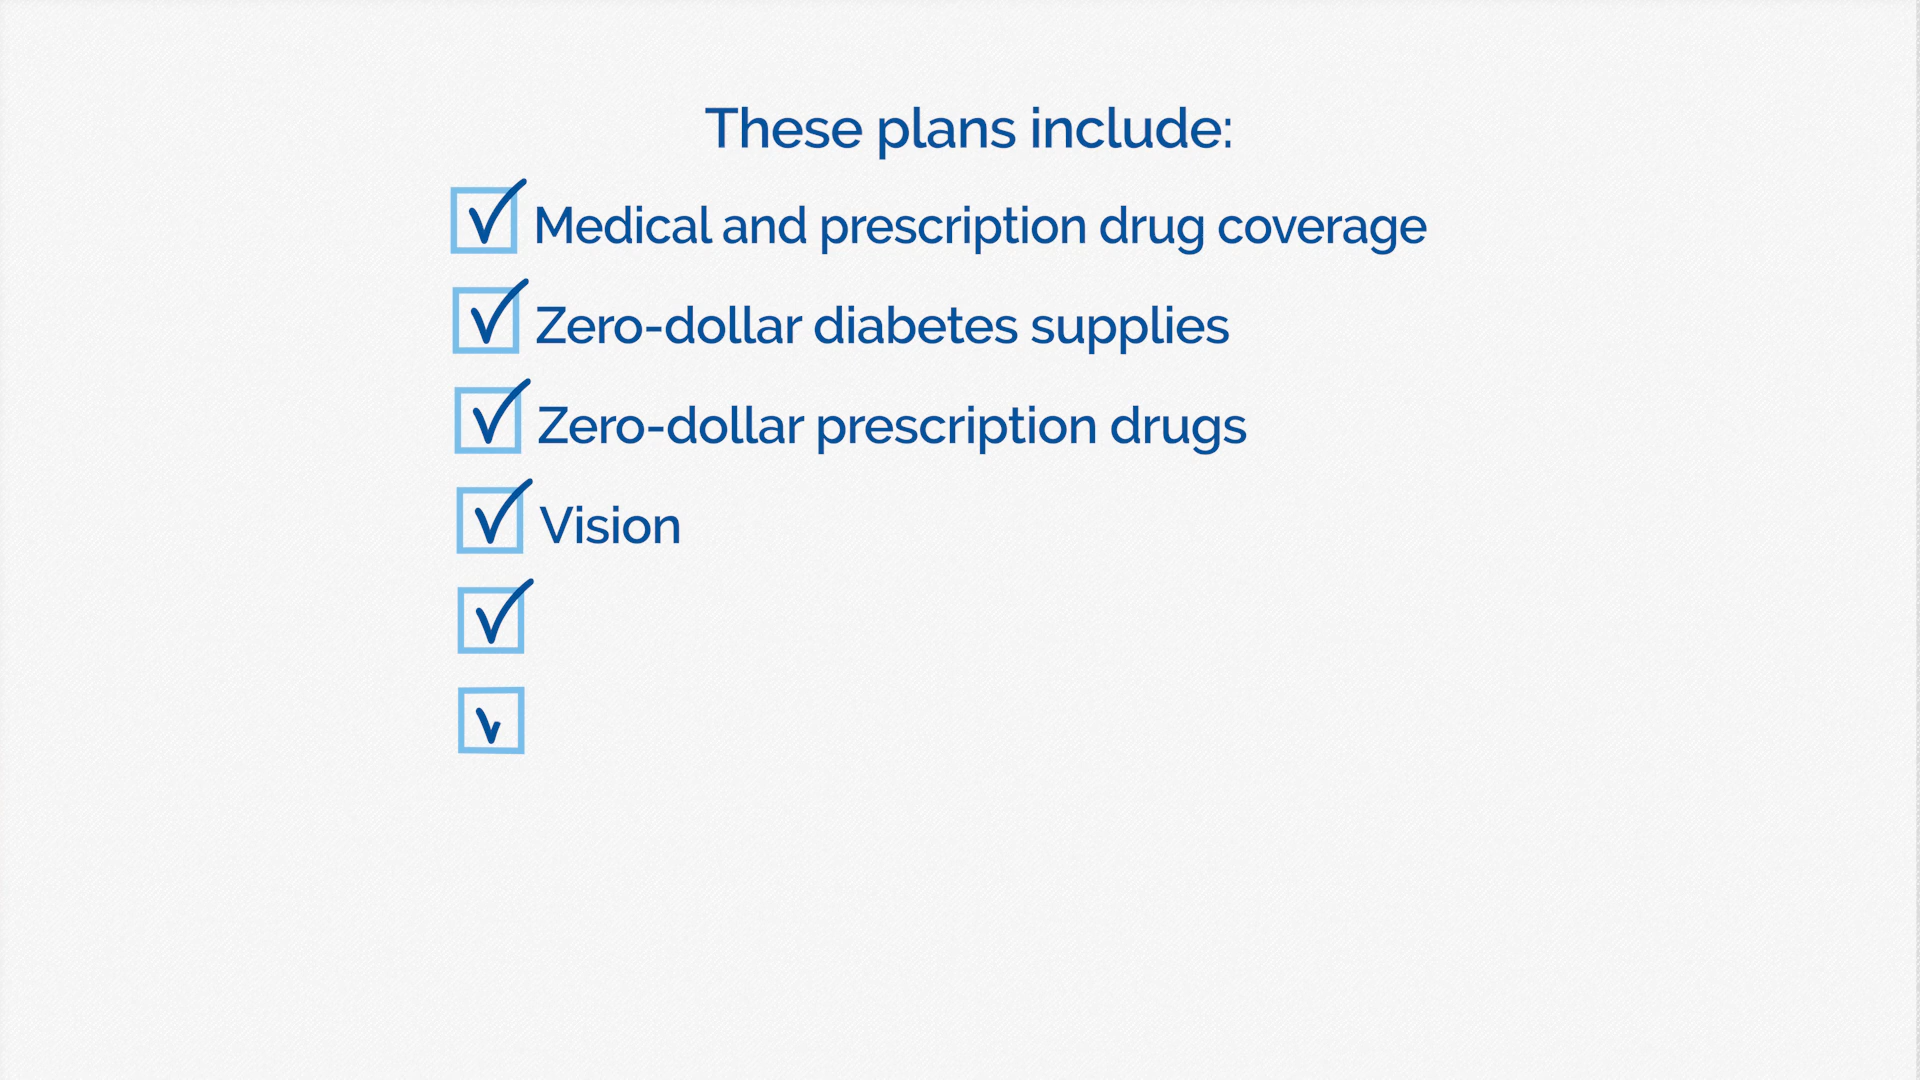 These plans include:
Medical and prescription drug coverage
Zero-dollar diabetes supplies
Zero-dollar prescription drugs
Vision